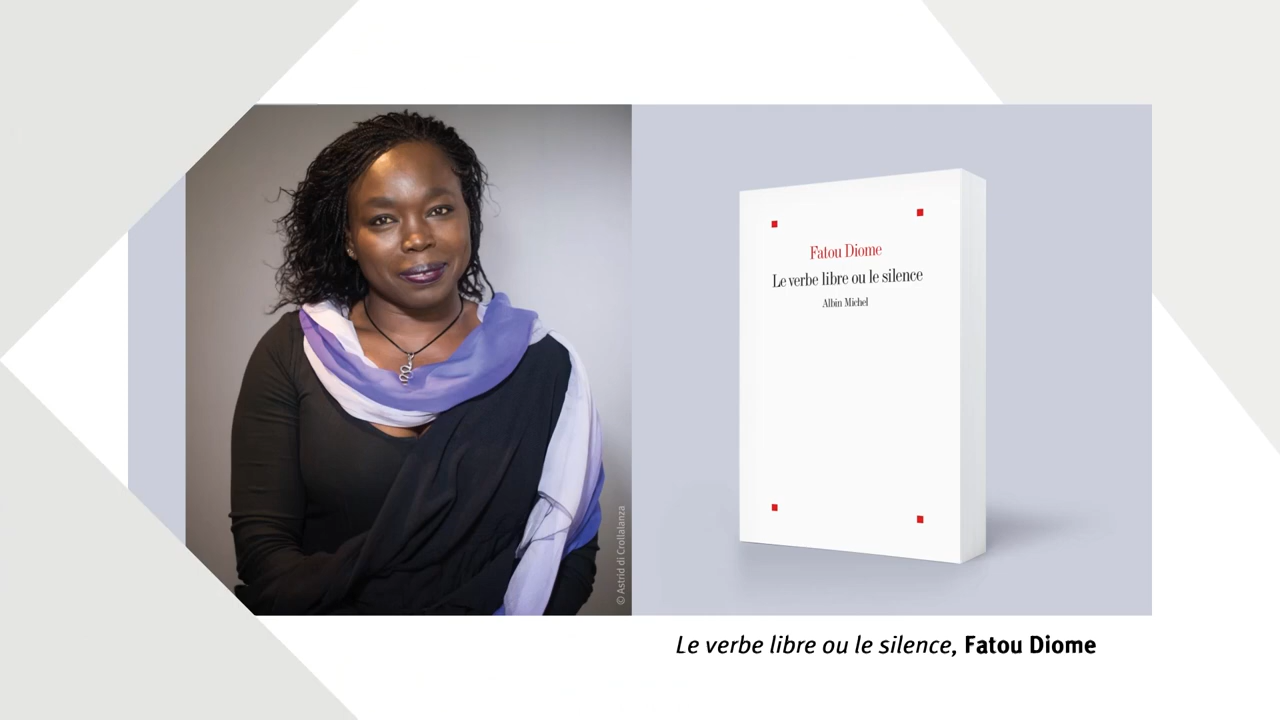 © Astrid di Crollalanza
Fatou Diome
Le verbe libre ou le silence
Albin Michel
Le verbe libre ou le silence, Fatou Diome